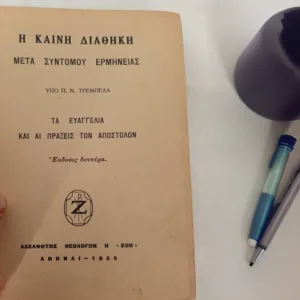 Η ΚΑΙΝΗ ΔΙΑΘΗΚΗ
ΜΕΤΑ ΣΥΝΤΟΜΟΥ ΕΡΜΗΝΕΙΑΣ
ΥΠΟ Π. Ν. ΤΡΕΜΠΕΛΑ
ΤΑ ΕΥΑΓΓΕΛΙΑ
ΚΑΙ ΑΙ ΠΡΑΞΕΙΣ ΤΩΝ ΑΠΟΣΤΟΛΩΝ
Ἔκδοσις δευτέρα.
Ζ
ΑΔΕΛΦΟΤΗΣ ΘΕΟΛΟΓΩΝ Η «ΖΩΗ»
ΑΘΗΝΑΙ